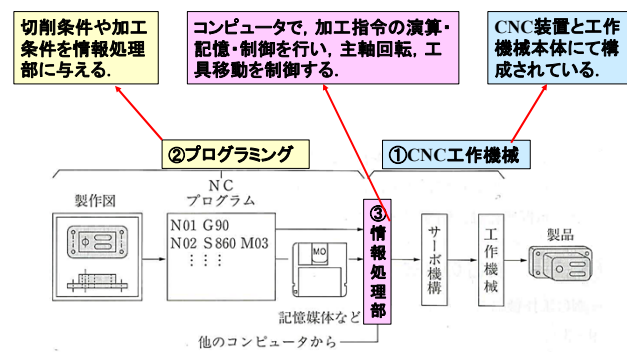 切削条件や加工
条件を情報処理
部に与える.
コンピュータで, 加工指令の演算・
記憶・制御を行い, 主軸回転, 工
具移動を制御する.
CNC装置と工作
機械本体にて構
成されている.
②プログラミング
①CNC工作機械
製作図
NC
プログラム
N01 G90
N02 S860 M03
⋮ ⋮ ⋮
MO
記憶媒体など
他のコンピュータから
③情報処理部
サーボ機構
工作機械
製品